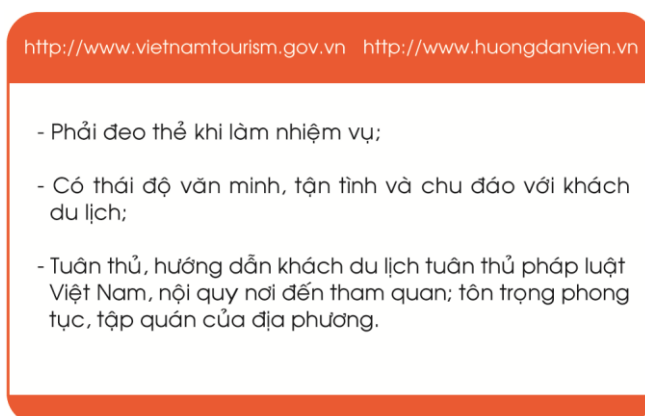 http://www.vietnamtourism.gov.vn http://www.huongdanvien.vn
- Phải đeo thẻ khi làm nhiệm vụ;
- Có thái độ văn minh, tận tình và chu đáo với khách
du lịch;
- Tuân thủ, hướng dẫn khách du lịch tuân thủ pháp luật
Việt Nam, nội quy nơi đến tham quan; tôn trọng phong
tục, tập quán của địa phương.